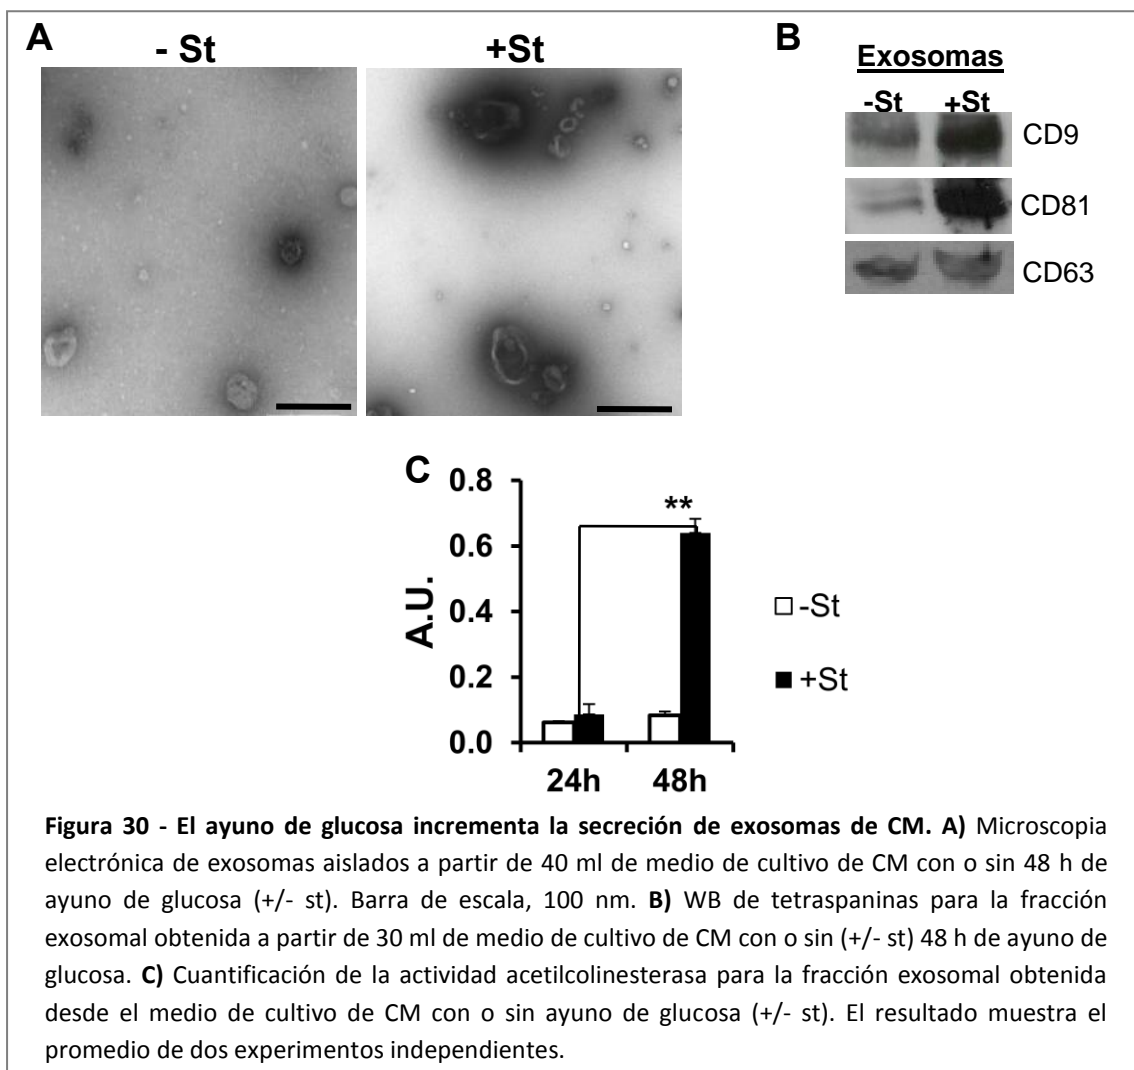 A
- St
+St
B
Exosomas
-St +St
CD9
CD81
CD63
C
0.8
0.6
0.4
0.2
0.0
A.U.
**
24h 48h
-St
+St
Figura 30 - El ayuno de glucosa incrementa la secreción de exosomas de CM. A) Microscopia
electrónica de exosomas aislados a partir de 40 ml de medio de cultivo de CM con o sin 48 h de
ayuno de glucosa (+/- st). Barra de escala, 100 nm. B) WB de tetraspaninas para la fracción
exosomal obtenida a partir de 30 ml de medio de cultivo de CM con o sin (+/- st) 48 h de ayuno de
glucosa. C) Cuantificación de la actividad acetilcolinesterasa para la fracción exosomal obtenida
desde el medio de cultivo de CM con o sin ayuno de glucosa (+/- st). El resultado muestra el
promedio de dos experimentos independientes.